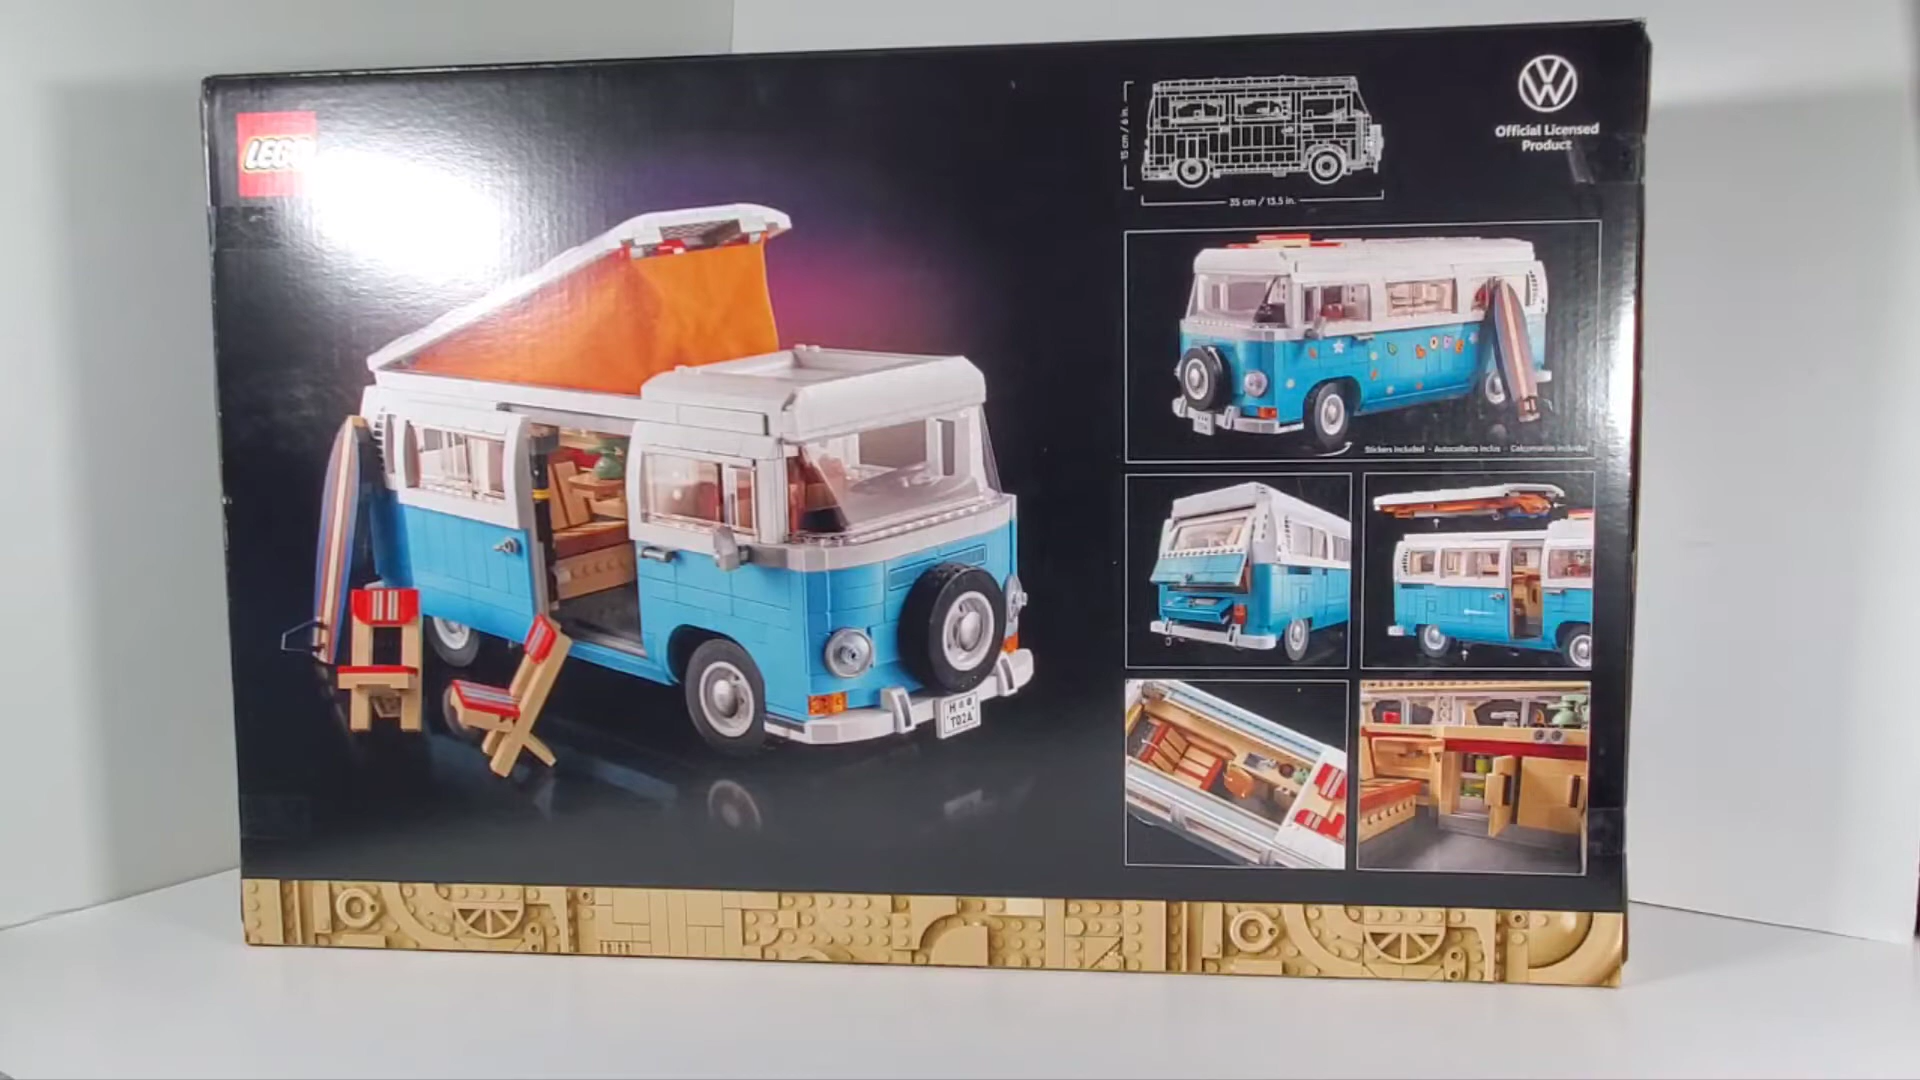 LEGO
15 cm / 6 in.
35 cm / 13.5 in.
Official Licensed
Product
Stickers included - Autocollants inclus - Calcomanías incluidas
T02A